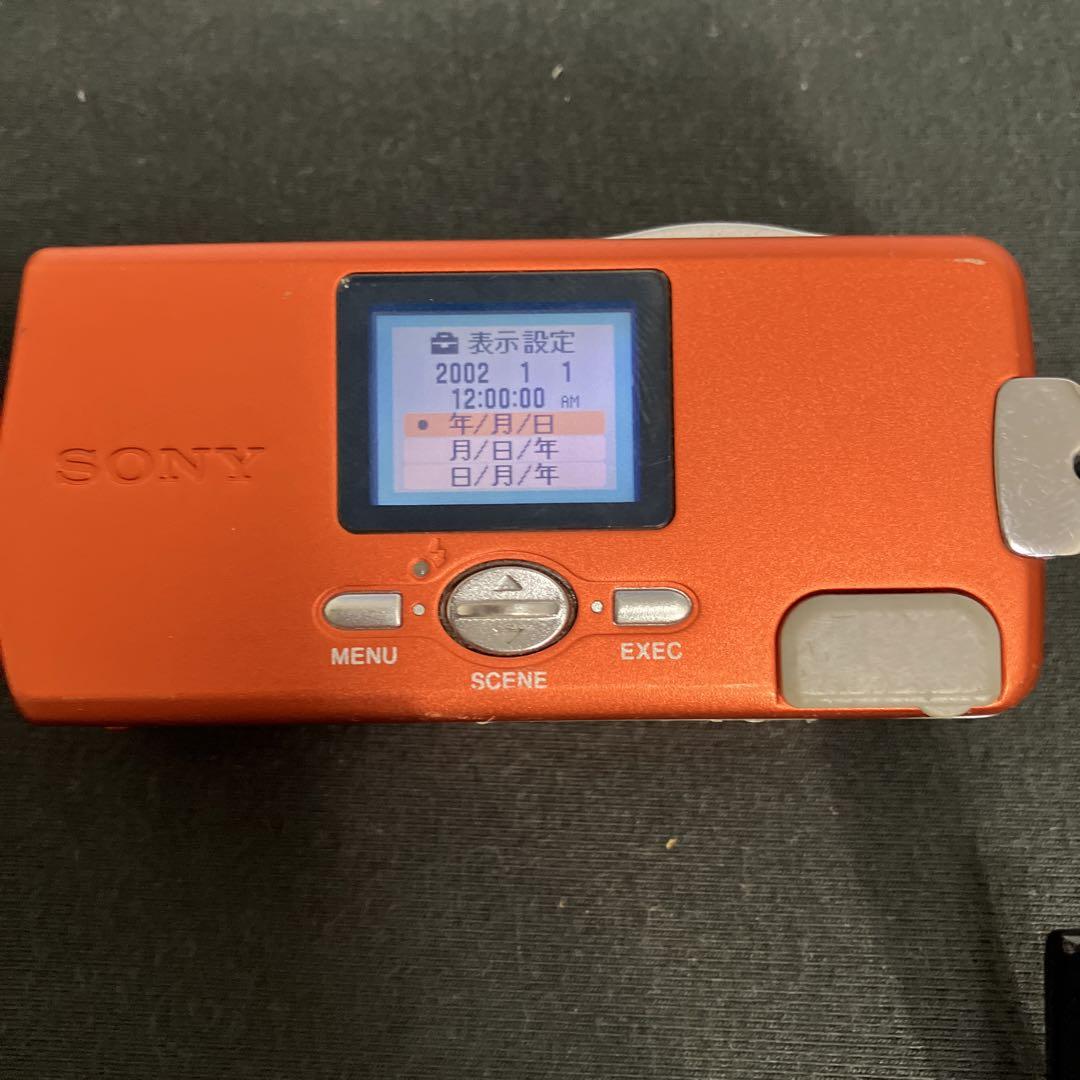 表示設定
2002 1 1
12:00:00 AM
年/月/日
月/日/年
日/月/年
SONY
MENU
SCENE
EXEC